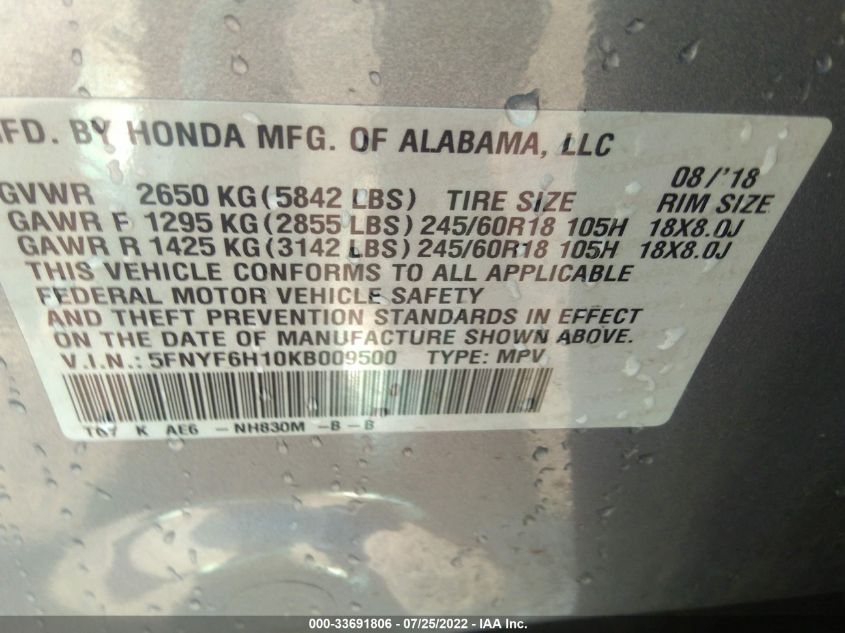 MFD. BY HONDA MFG. OF ALABAMA, LLC
08/'18
GVWR 2650 KG(5842 LBS) TIRE SIZE RIM SIZE
GAWR F 1295 KG(2855 LBS) 245/60R18 105H 18X8.0J
GAWR R 1425 KG(3142 LBS) 245/60R18 105H 18X8.0J
THIS VEHICLE CONFORMS TO ALL APPLICABLE
FEDERAL MOTOR VEHICLE SAFETY
AND THEFT PREVENTION STANDARDS IN EFFECT
ON THE DATE OF MANUFACTURE SHOWN ABOVE.
V.I.N.: 5FNYF6H10KB009500 TYPE: MPV
K AE6 -NH830M -B-B
000-33691806 / 07/25/2022 - IAA Inc.